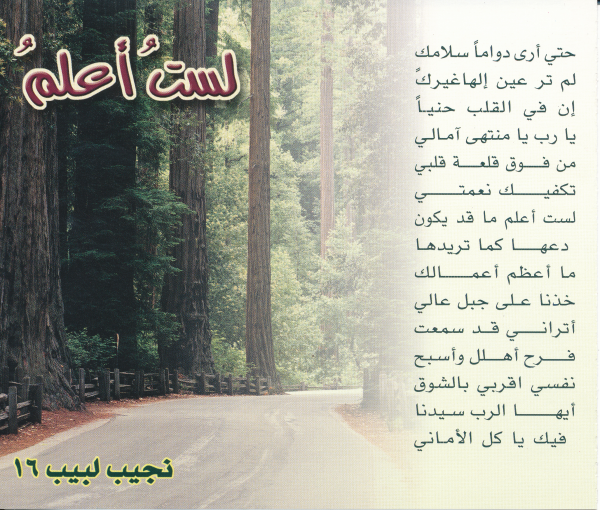 لستُ أعلمُ
حتي أرى دواماً سلامك
لم تر عين إلهاغيركً
إن في القلب حنياً
يا رب يا منتهى آمالي
من فوق قلعة قلبي
تكفيك نعمتي
لست أعلم ما قد يكون
دعها كما تريدها
ما أعظم أعمالك
خذنا على جبل عالي
أتراني قد سمعت
فرح أهلل وأسبح
نفسي اقربي بالشوق
أيها الرب سيدنا
فيك يا كل الأماني
نجيب لبيب ١٦